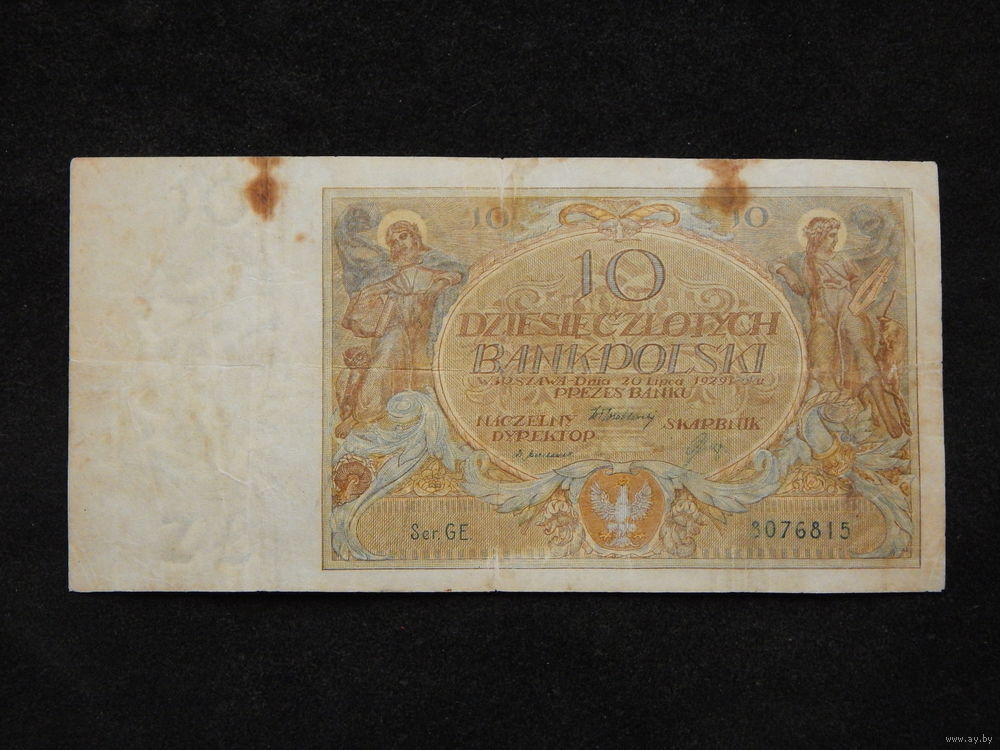 10 10
10
DZIESIĘĆ ZŁOTYCH
BANK POLSKI
WARSZAWA-Dnia 20 Lipca 1929 roku
PREZES BANKU
NACZELNY DYREKTOR
SKARBNIK
Ser. GE.
3076815
www.ay.by